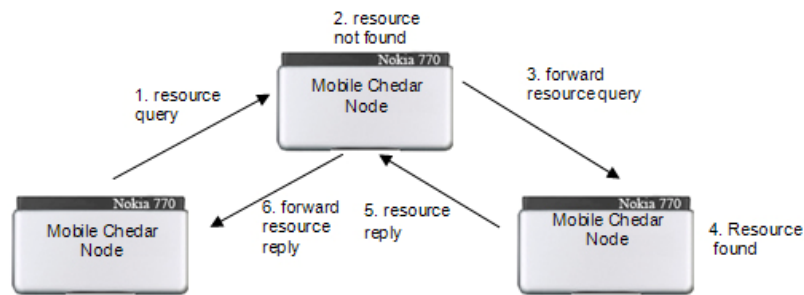 2. resource
not found
Nokia 770
Mobile Chedar
Node
1. resource
query
3. forward
resource query
6. forward
resource
reply
5. resource
reply
Nokia 770
Mobile Chedar
Node
Nokia 770
Mobile Chedar
Node
4. Resource
found